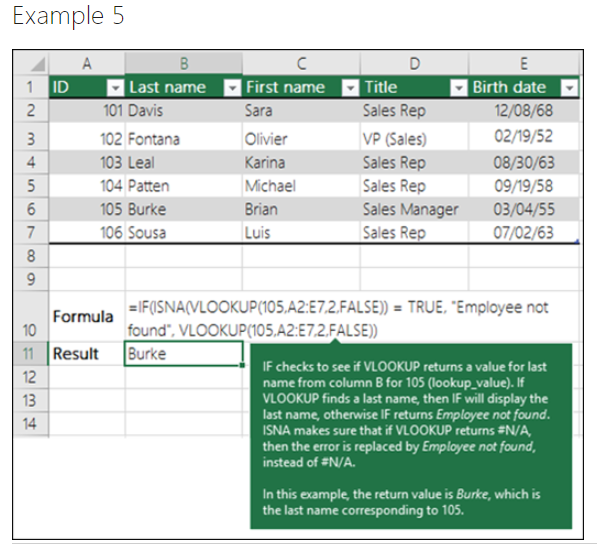 Example 5
A B C D E
1 ID Last name First name Title Birth date
2 101 Davis Sara Sales Rep 12/08/68
3 102 Fontana Olivier VP (Sales) 02/19/52
4 103 Leal Karina Sales Rep 08/30/63
5 104 Patten Michael Sales Rep 09/19/58
6 105 Burke Brian Sales Manager 03/04/55
7 106 Sousa Luis Sales Rep 07/02/63
8
9
10 Formula =IF(ISNA(VLOOKUP(105,A2:E7,2,FALSE)) = TRUE, "Employee not
found", VLOOKUP(105,A2:E7,2,FALSE))
11 Result Burke
12
13
14
IF checks to see if VLOOKUP returns a value for last
name from column B for 105 (lookup_value). If
VLOOKUP finds a last name, then IF will display the
last name, otherwise IF returns Employee not found.
ISNA makes sure that if VLOOKUP returns #N/A,
then the error is replaced by Employee not found,
instead of #N/A.
In this example, the return value is Burke, which is
the last name corresponding to 105.